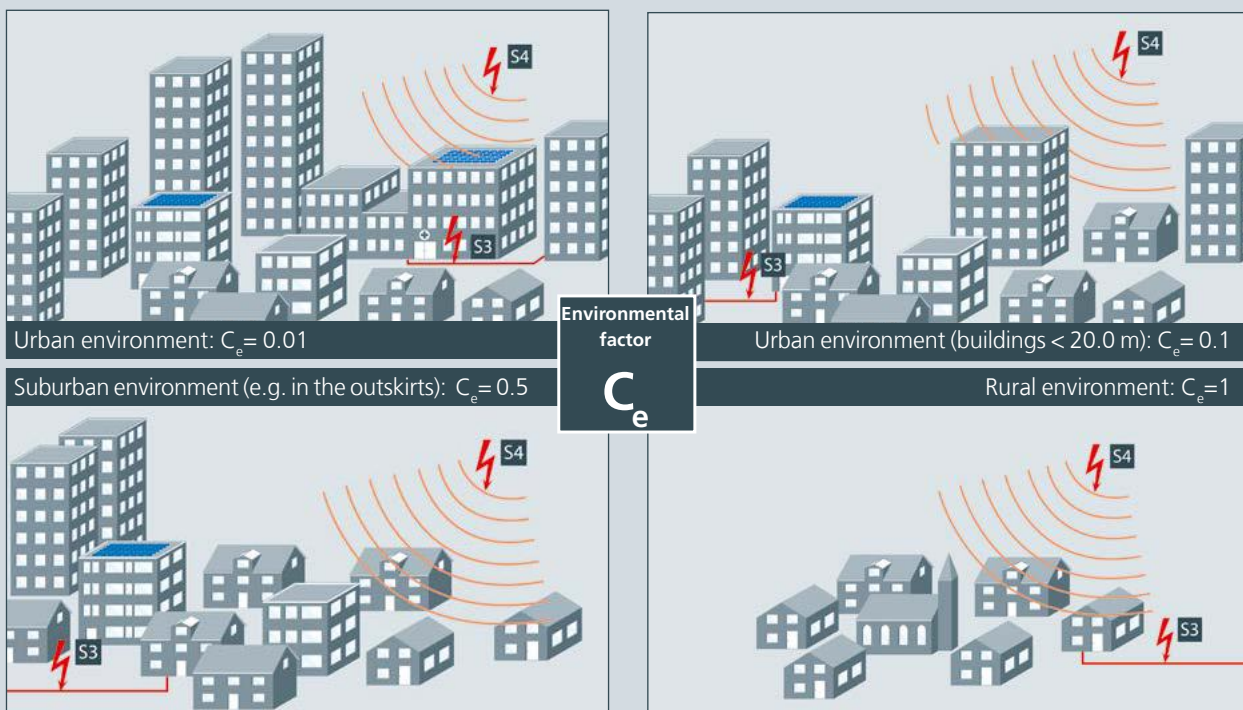 S4
S3
Urban environment: Ce= 0.01
S4
S3
Urban environment (buildings < 20.0 m): Ce= 0.1
Environmental
factor
Ce
Suburban environment (e.g. in the outskirts): Ce= 0.5
S4
S3
Rural environment: Ce=1
S4
S3